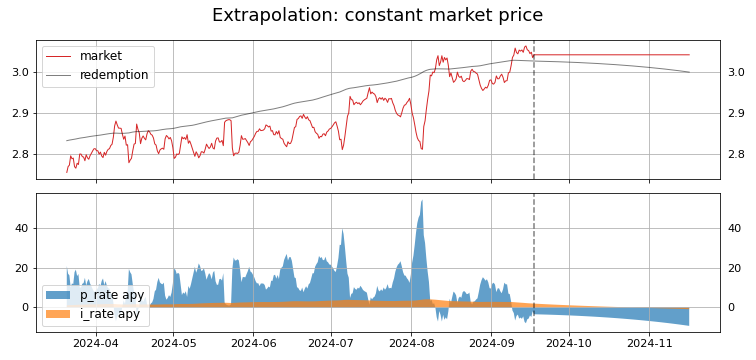 Extrapolation: constant market price
market
redemption
3.0 3.0
2.9 2.9
2.8 2.8
p_rate apy
i_rate apy
40 40
20 20
0 0
2024-04 2024-05 2024-06 2024-07 2024-08 2024-09 2024-10 2024-11